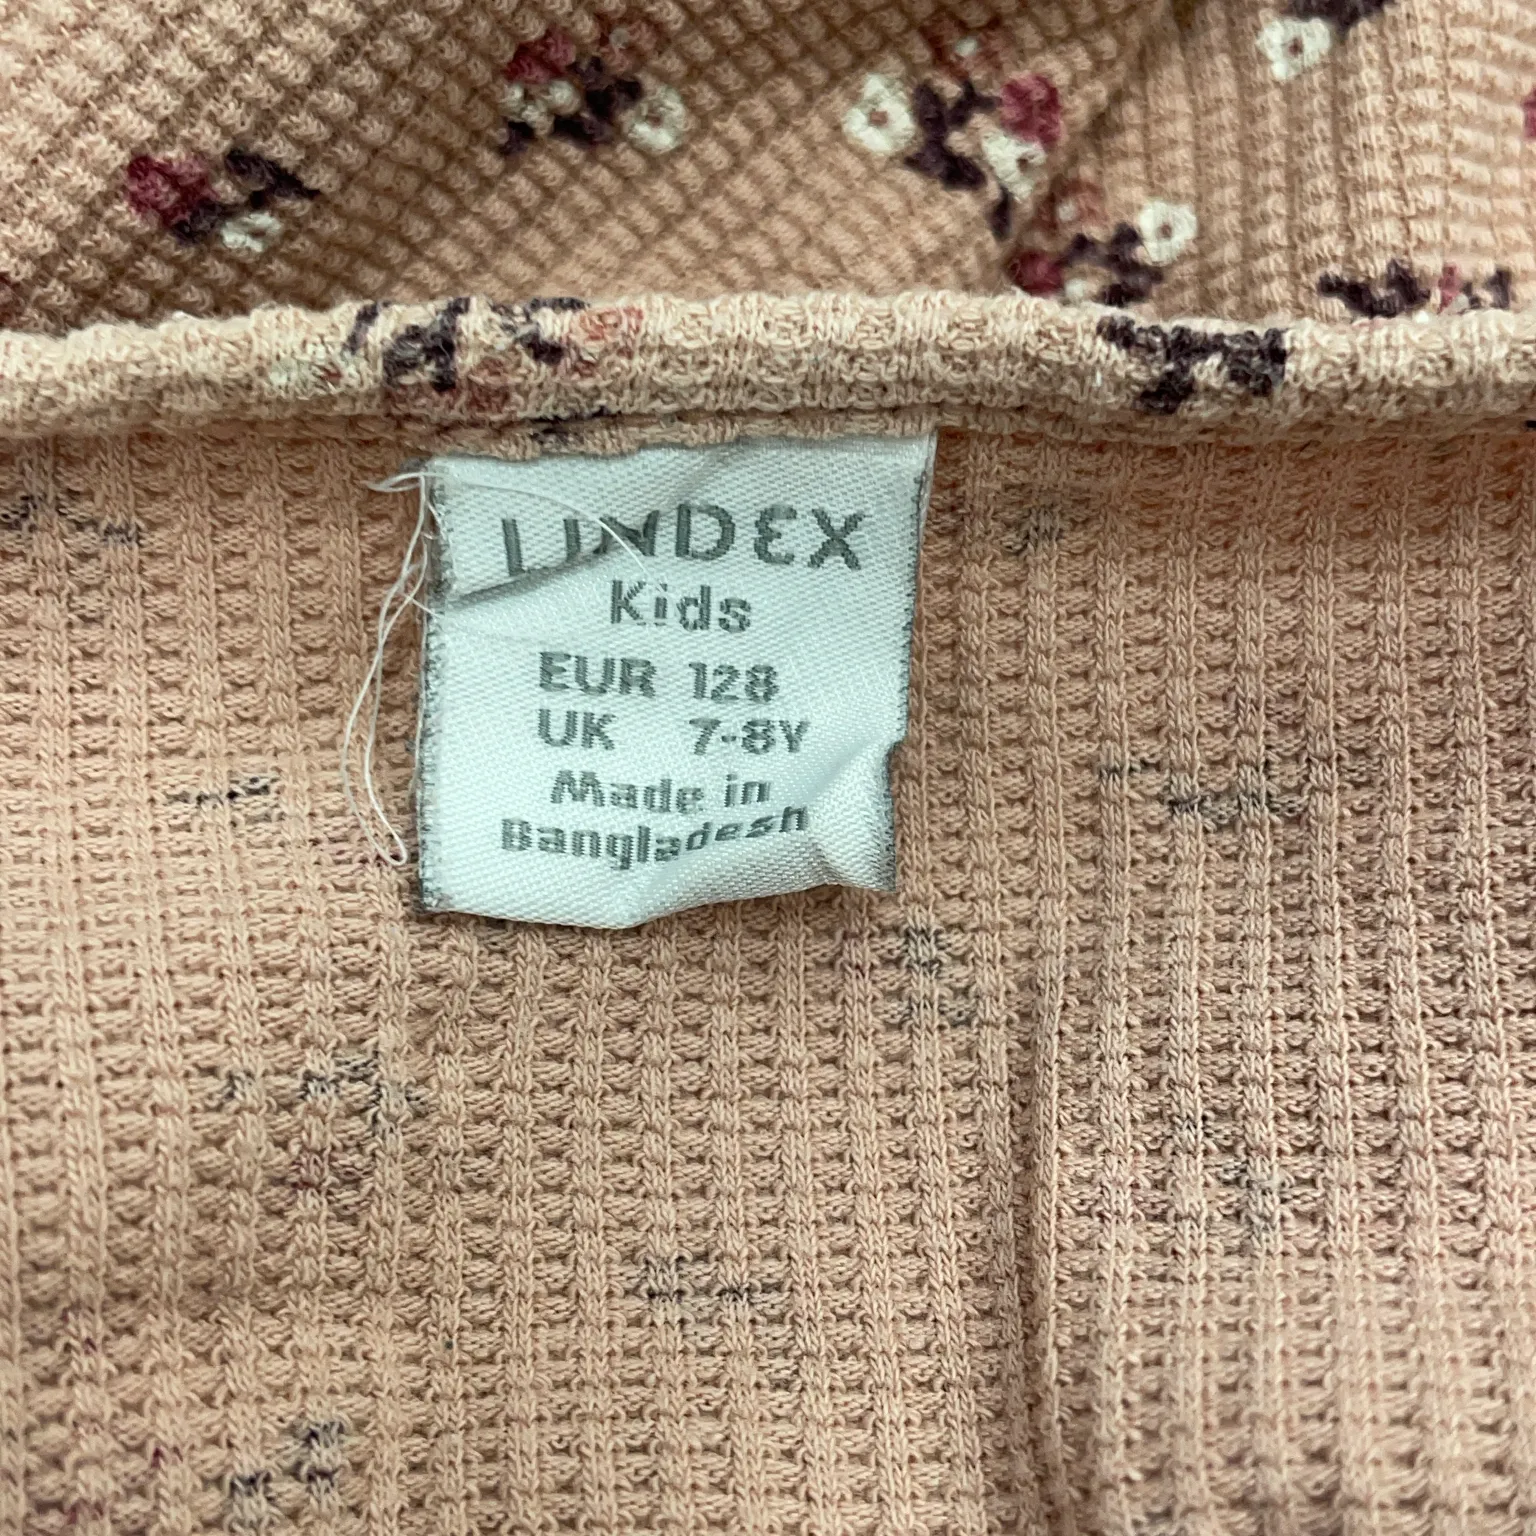 LINDEX
Kids
EUR 128
UK 7-8Y
Made in
Bangladesh